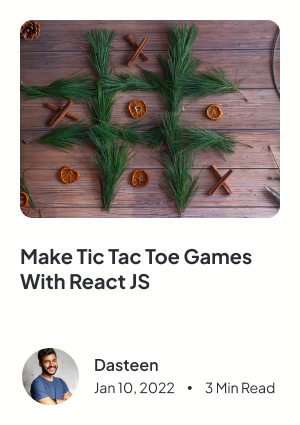 Make Tic Tac Toe Games
With React JS
Dasteen
Jan 10, 2022 • 3 Min Read